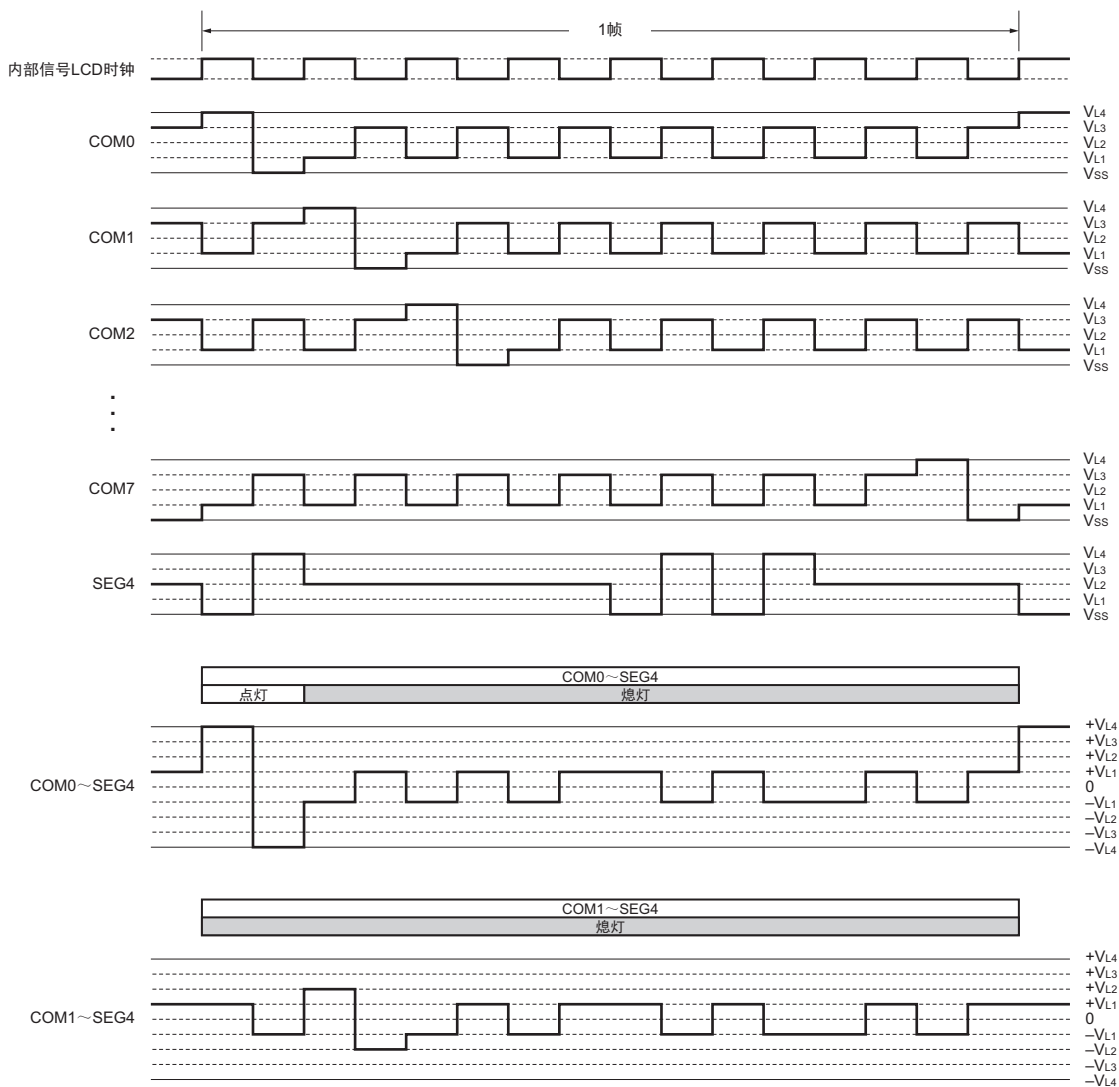 1帧
内部信号LCD时钟
COM0
VL4
VL3
VL2
VL1
VSS
COM1
VL4
VL3
VL2
VL1
VSS
COM2
VL4
VL3
VL2
VL1
VSS
COM7
VL4
VL3
VL2
VL1
VSS
SEG4
VL4
VL3
VL2
VL1
VSS
COM0～SEG4
点灯 熄灯
COM0～SEG4
+VL4
+VL3
+VL2
+VL1
0
–VL1
–VL2
–VL3
–VL4
COM1～SEG4
熄灯
COM1～SEG4
+VL4
+VL3
+VL2
+VL1
0
–VL1
–VL2
–VL3
–VL4